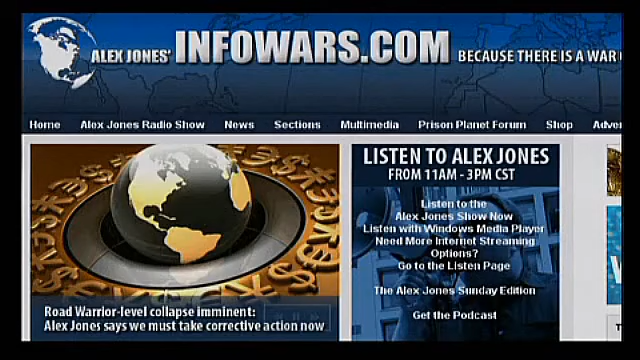 ALEX JONES' INFOWARS.COM BECAUSE THERE IS A WAR
Home Alex Jones Radio Show News Sections Multimedia Prison Planet Forum Shop
LISTEN TO ALEX JONES
FROM 11AM - 3PM CST
Listen to the
Alex Jones Show Now
Listen with Windows Media Player
Need More Internet Streaming
Options?
Go to the Listen Page
The Alex Jones Sunday Edition
Get the Podcast
Road Warrior-level collapse imminent:
Alex Jones says we must take corrective action now